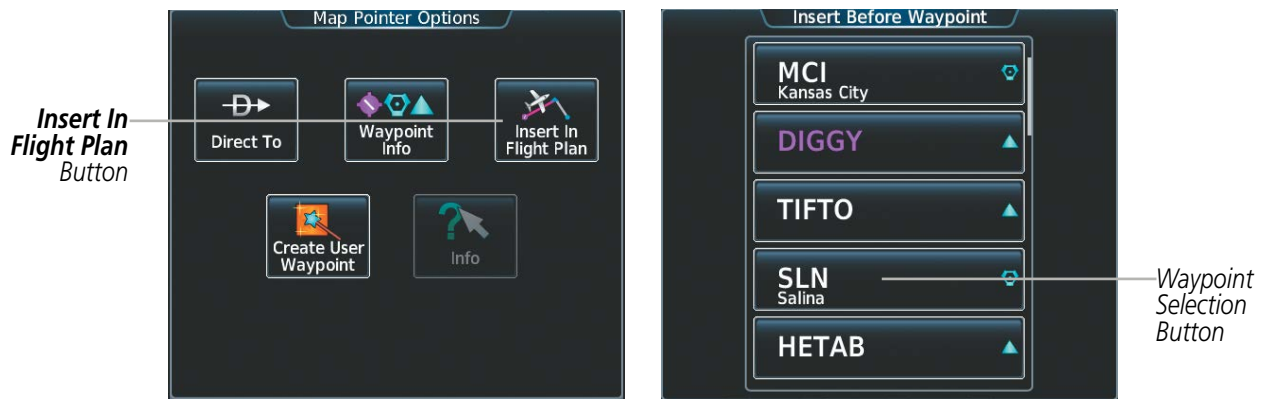 Map Pointer Options
Insert In
Flight Plan
Button
Direct To
Waypoint
Info
Insert In
Flight Plan
Create User
Waypoint
Info
Insert Before Waypoint
MCI
Kansas City
DIGGY
TIFTO
SLN
Salina
HETAB
Waypoint
Selection
Button